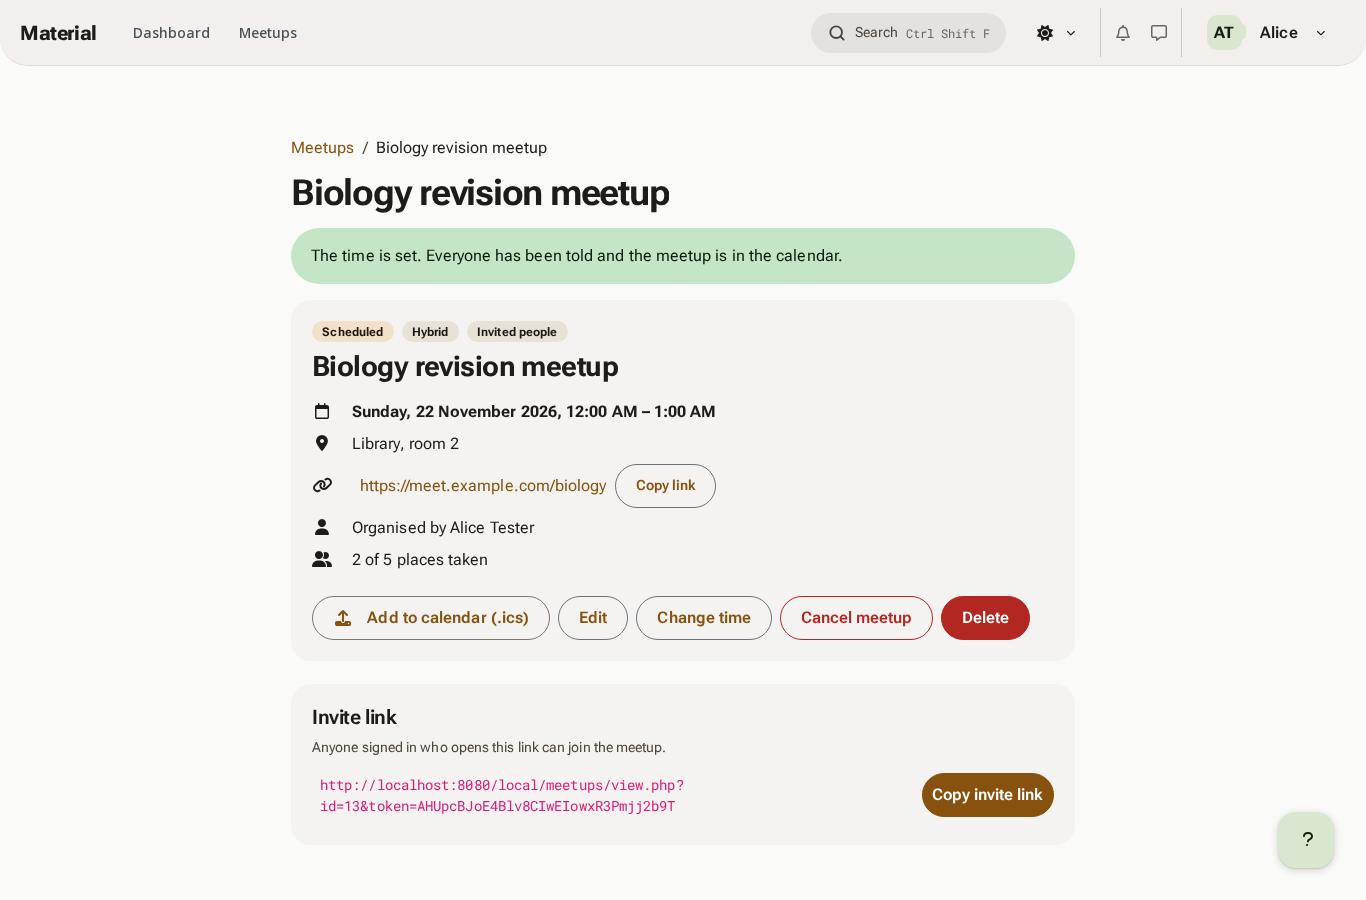 Material
Dashboard
Meetups
Search Ctrl Shift F
AT
Alice
Meetups / Biology revision meetup
Biology revision meetup
The time is set. Everyone has been told and the meetup is in the calendar.
Scheduled
Hybrid
Invited people
Biology revision meetup
Sunday, 22 November 2026, 12:00 AM – 1:00 AM
Library, room 2
https://meet.example.com/biology
Copy link
Organised by Alice Tester
2 of 5 places taken
Add to calendar (.ics)
Edit
Change time
Cancel meetup
Delete
Invite link
Anyone signed in who opens this link can join the meetup.
http://localhost:8080/local/meetups/view.php?
id=13&token=AHUpcBJoE4Blv8CIwEIowxR3Pmjj2b9T
Copy invite link
?